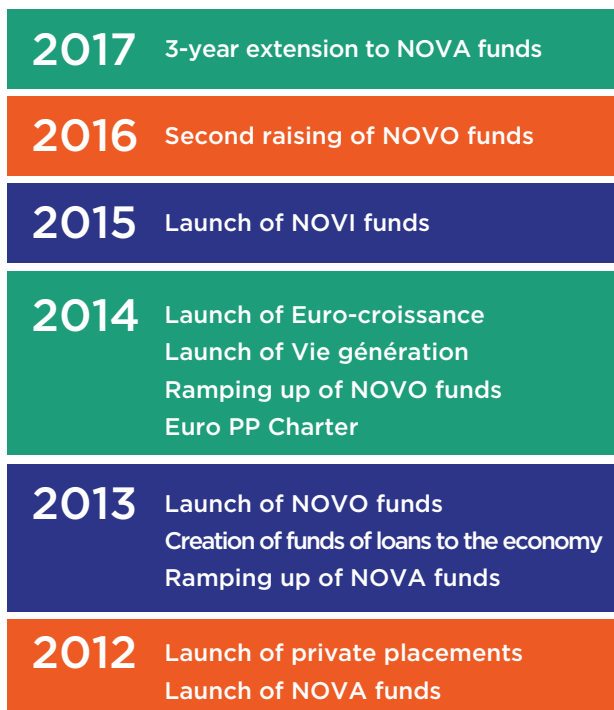 2017 3-year extension to NOVA funds
2016 Second raising of NOVO funds
2015 Launch of NOVI funds
2014 Launch of Euro-croissance
Launch of Vie génération
Ramping up of NOVO funds
Euro PP Charter
2013 Launch of NOVO funds
Creation of funds of loans to the economy
Ramping up of NOVA funds
2012 Launch of private placements
Launch of NOVA funds